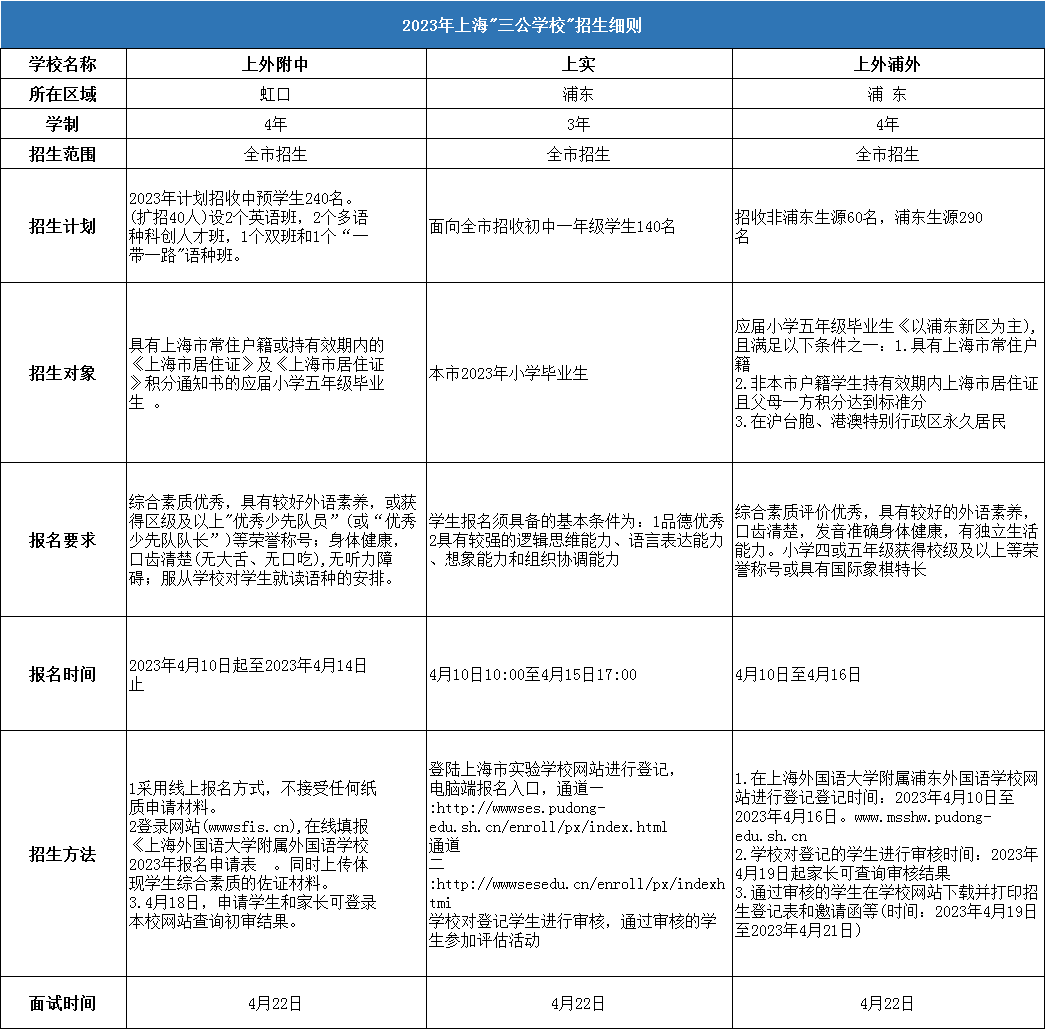 2023年上海"三公学校"招生细则
学校名称
上外附中
上实
上外浦外
所在区域
虹口
浦东
浦 东
学制
4年
3年
4年
招生范围
全市招生
全市招生
全市招生
招生计划
2023年计划招收中预学生240名。
(扩招40人)设2个英语班，2个多语
种科创人才班，1个双班和1个“一
带一路"语种班。
面向全市招收初中一年级学生140名
招收非浦东生源60名，浦东生源290
名
招生对象
具有上海市常住户籍或持有效期内的
《上海市居住证》及《上海市居住证
》积分通知书的应届小学五年级毕业
生 。
本市2023年小学毕业生
应届小学五年级毕业生《以浦东新区为主),
且满足以下条件之一：1.具有上海市常住户
籍
2.非本市户籍学生持有效期内上海市居住证
且父母一方积分达到标准分
3.在沪台胞、港澳特别行政区永久居民
报名要求
综合素质优秀，具有较好外语素养，或获
得区级及以上"优秀少先队员”(或“优秀
少先队队长”)等荣誉称号；身体健康，
口齿清楚(无大舌、无口吃),无听力障
碍；服从学校对学生就读语种的安排。
学生报名须具备的基本条件为：1品德优秀
2具有较强的逻辑思维能力、语言表达能力
、想象能力和组织协调能力
综合素质评价优秀，具有较好的外语素养，
口齿清楚，发音准确身体健康，有独立生活
能力。小学四或五年级获得校级及以上等荣
誉称号或具有国际象棋特长
报名时间
2023年4月10日起至2023年4月14日
止
4月10日10:00至4月15日17:00
4月10日至4月16日
招生方法
1采用线上报名方式，不接受任何纸
质申请材料。
2登录网站(wwwsfis.cn),在线填报
《上海外国语大学附属外国语学校
2023年报名申请表 。同时上传体
现学生综合素质的佐证材料。
3.4月18日，申请学生和家长可登录
本校网站查询初审结果。
登陆上海市实验学校网站进行登记，
电脑端报名入口，通道一
:http://wwwses.pudong-
edu.sh.cn/enroll/px/index.html
通道
二
:http://wwwsesedu.cn/enroll/px/indexh
tmi
学校对登记学生进行审核，通过审核的学
生参加评估活动
1.在上海外国语大学附属浦东外国语学校网
站进行登记登记时间：2023年4月10日至
2023年4月16日。www.msshw.pudong-
edu.sh.cn
2.学校对登记的学生进行审核时间：2023年
4月19日起家长可查询审核结果
3.通过审核的学生在学校网站下载并打印招
生登记表和邀请函等(时间：2023年4月19日
至2023年4月21日）
面试时间
4月22日
4月22日
4月22日